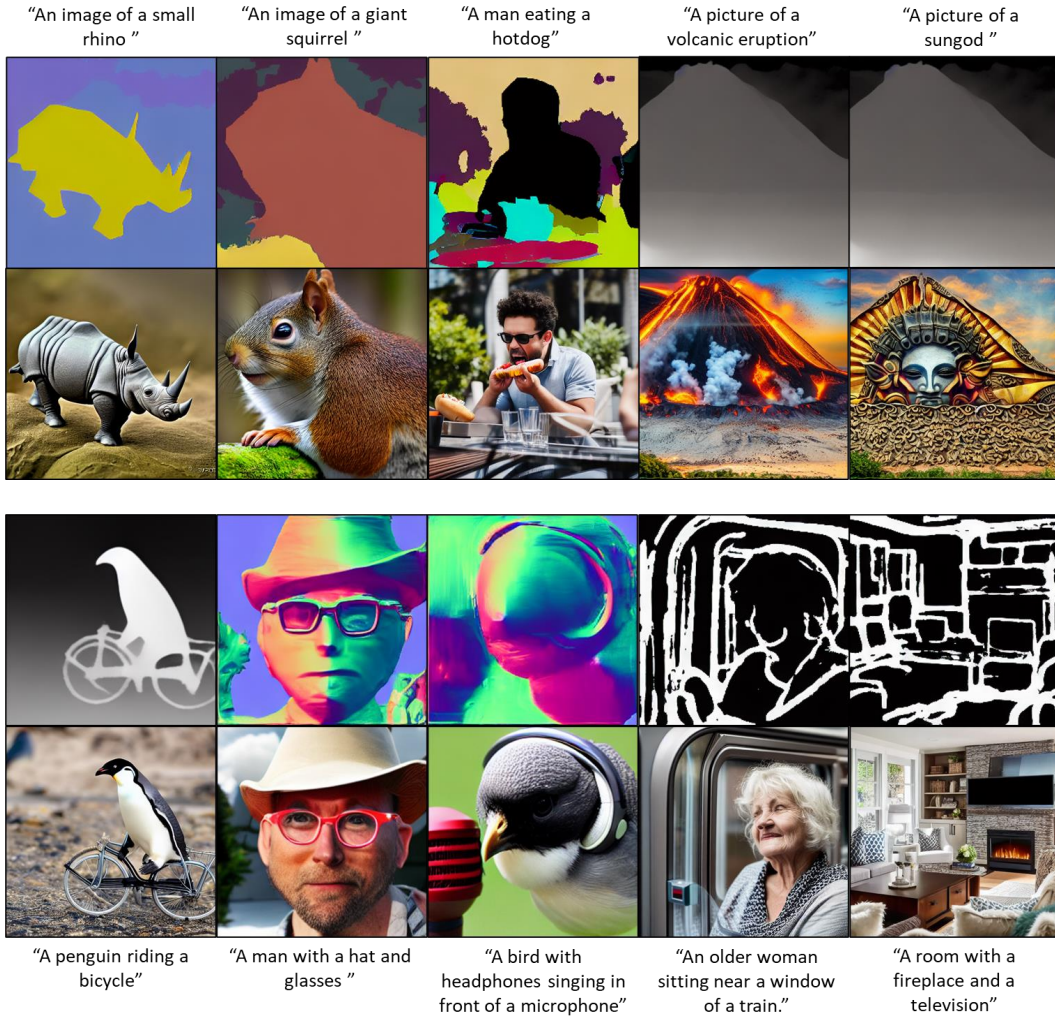 “An image of a small
rhino ”
“An image of a giant
squirrel ”
“A man eating a
hotdog”
“A picture of a
volcanic eruption”
“A picture of a
sungod ”
“A penguin riding a
bicycle”
“A man with a hat and
glasses ”
“A bird with
headphones singing in
front of a microphone”
“An older woman
sitting near a window
of a train.”
“A room with a
fireplace and a
television”